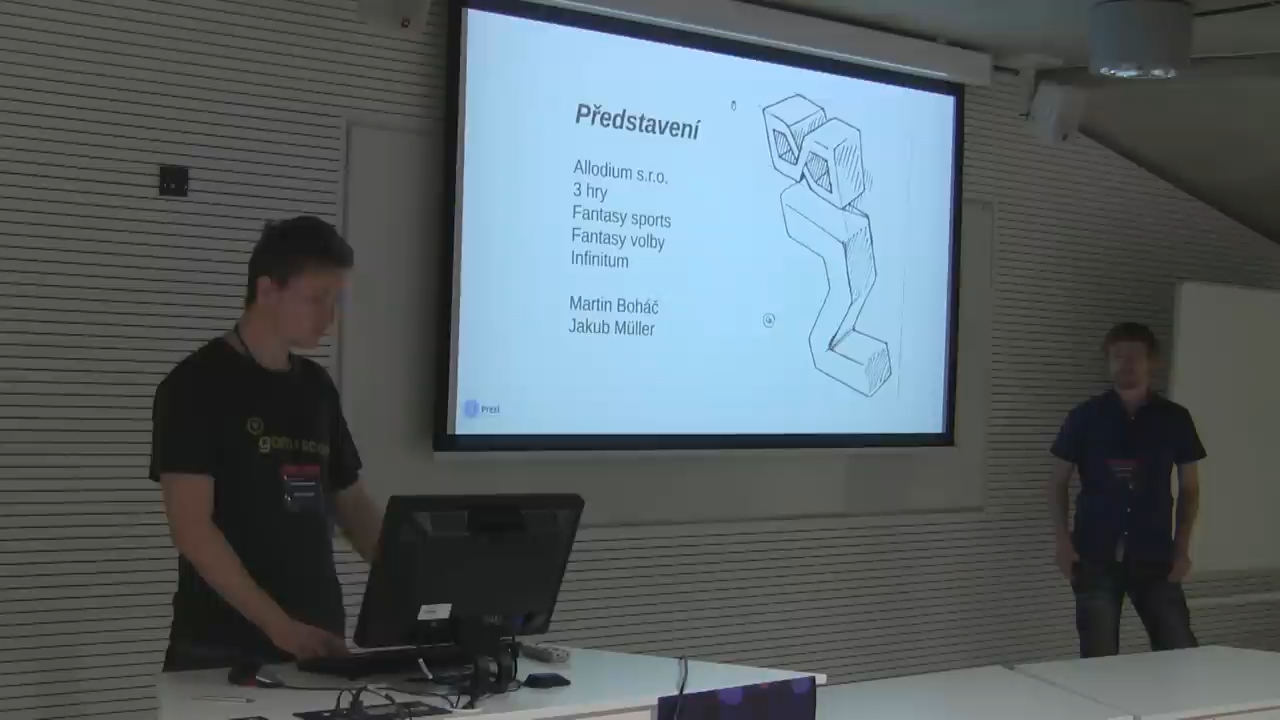 Představení
Allodium s.r.o.
3 hry
Fantasy sports
Fantasy volby
Infinitum
Martin Boháč
Jakub Müller
Prezi